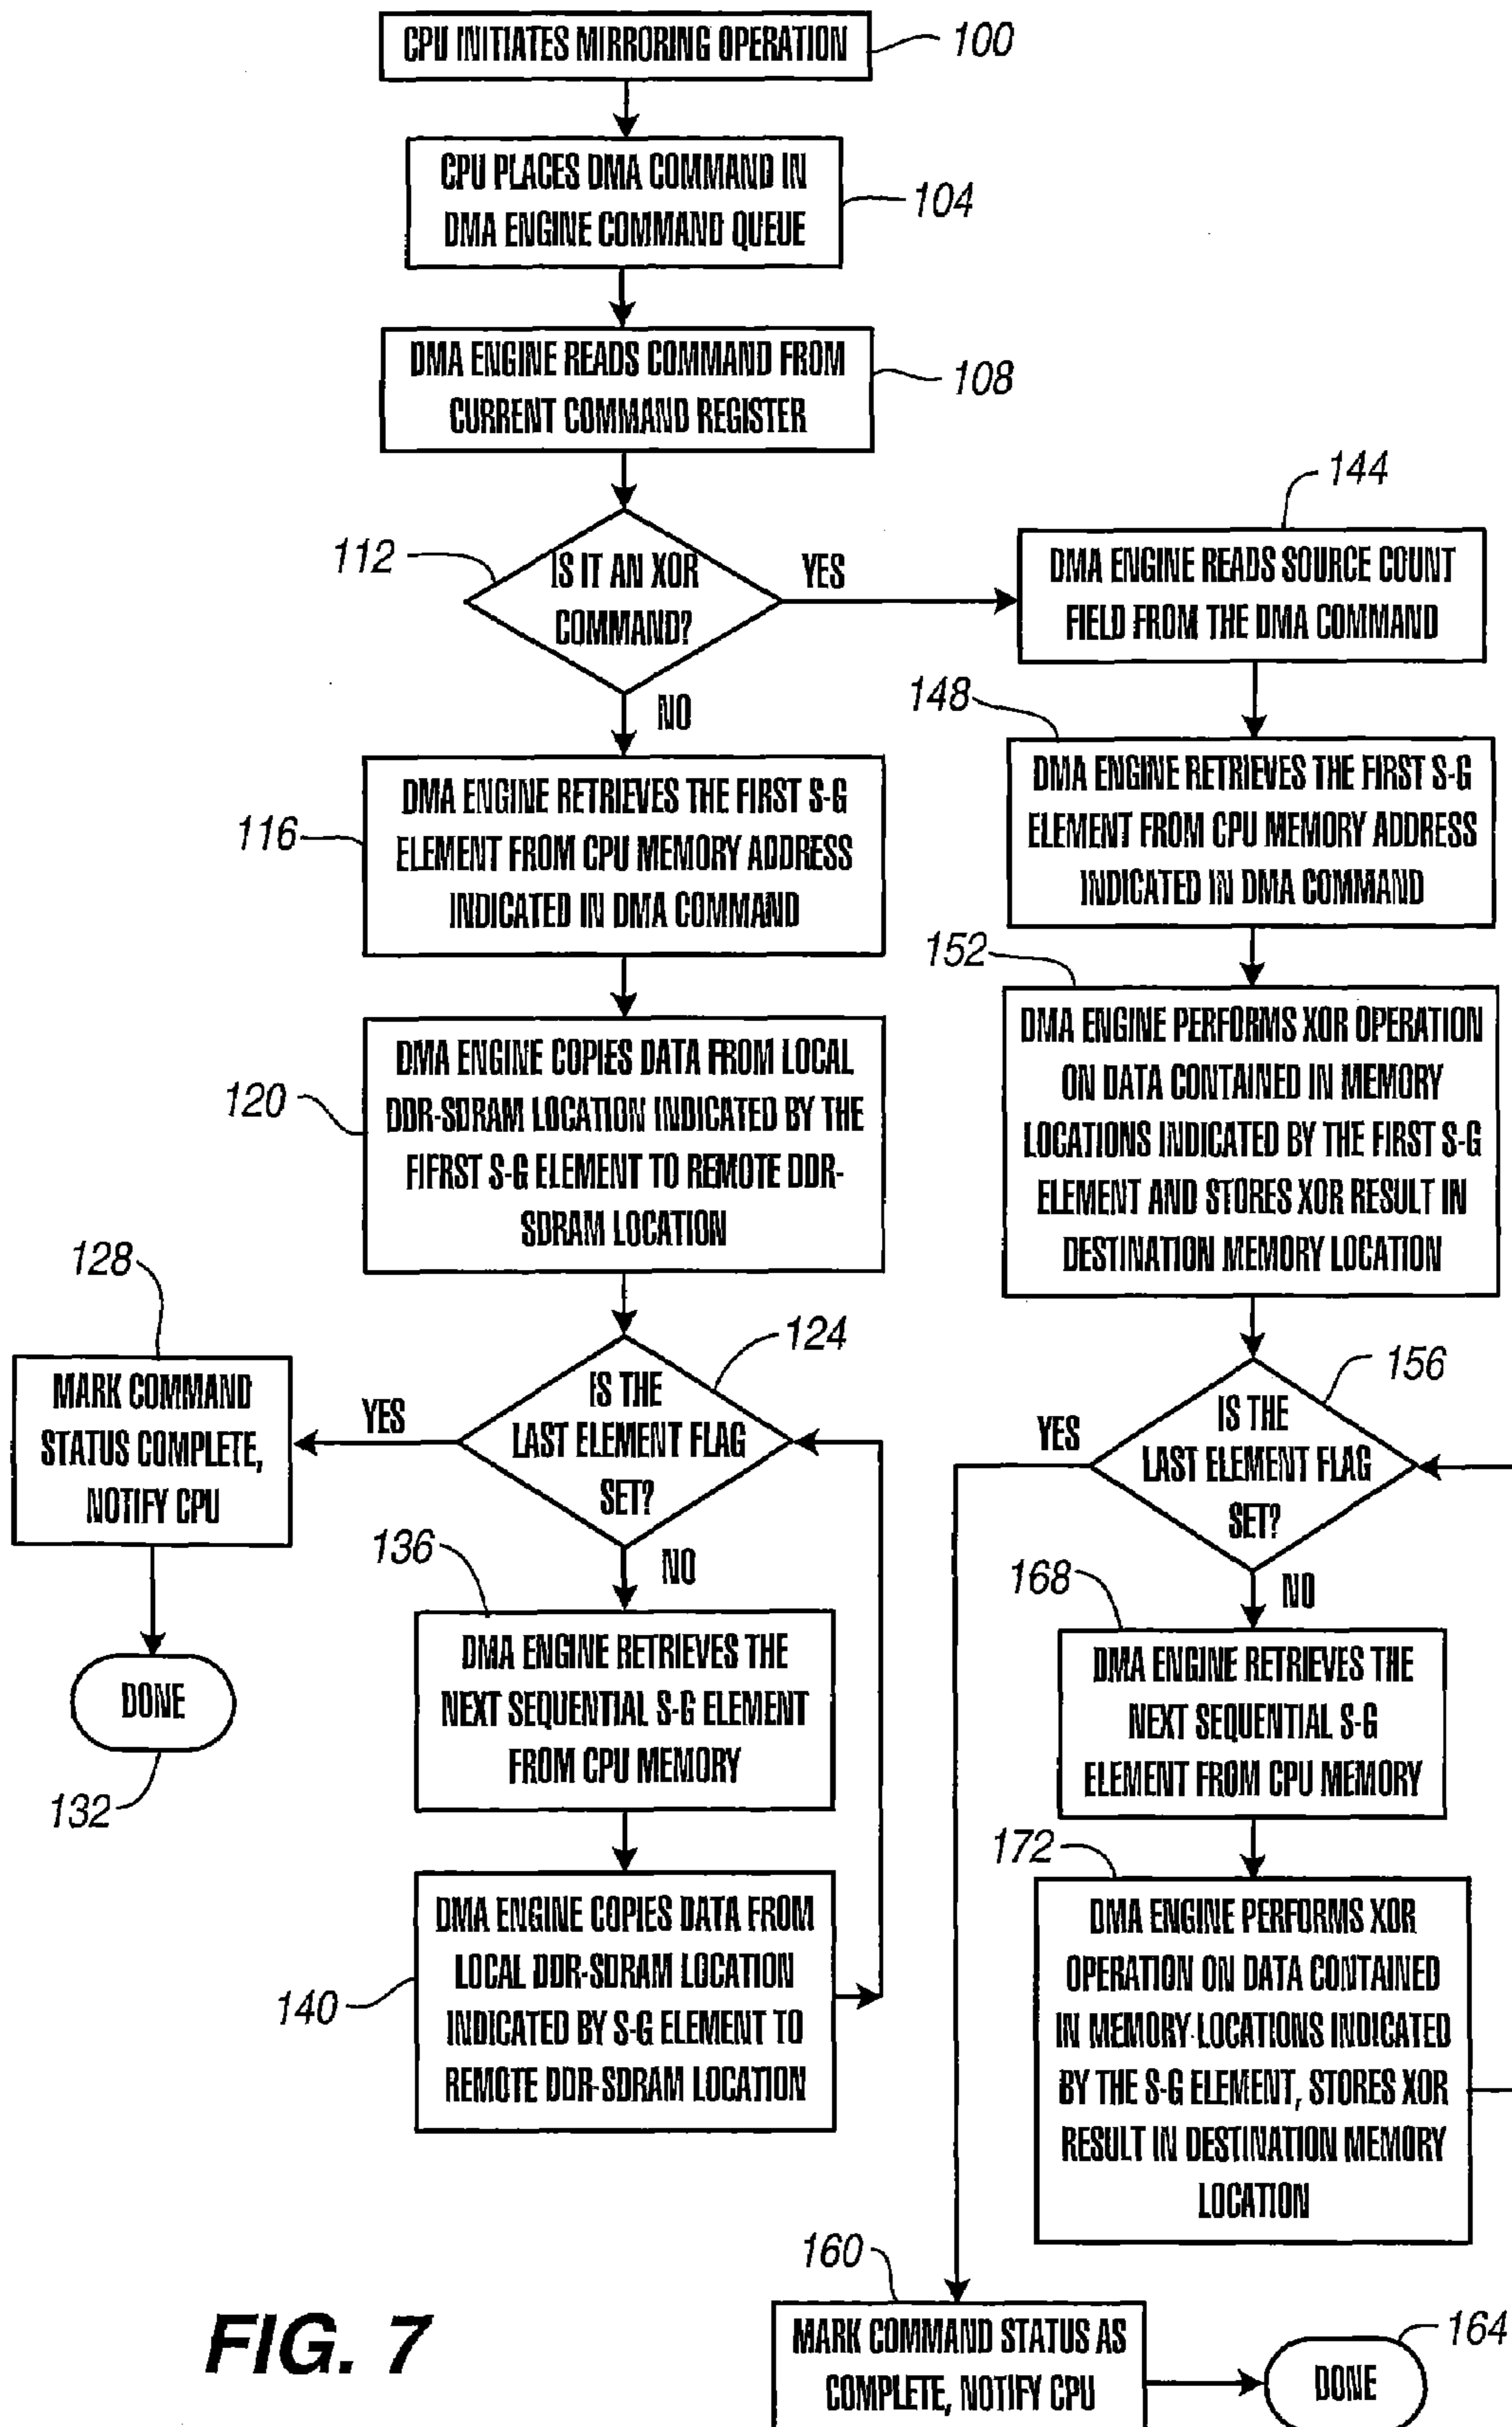 CPU INITIATES MIRRORING OPERATION
100
CPU PLACES DMA COMMAND IN
DMA ENGINE COMMAND QUEUE
104
DMA ENGINE READS COMMAND FROM
CURRENT COMMAND REGISTER
108
112
IS IT AN XOR
COMMAND?
YES
NO
144
DMA ENGINE READS SOURCE COUNT
FIELD FROM THE DMA COMMAND
116
DMA ENGINE RETRIEVES THE FIRST S-G
ELEMENT FROM CPU MEMORY ADDRESS
INDICATED IN DMA COMMAND
148
DMA ENGINE RETRIEVES THE FIRST S-G
ELEMENT FROM CPU MEMORY ADDRESS
INDICATED IN DMA COMMAND
120
DMA ENGINE COPIES DATA FROM LOCAL
DDR-SDRAM LOCATION INDICATED BY THE
FIFRST S-G ELEMENT TO REMOTE DDR-
SDRAM LOCATION
152
DMA ENGINE PERFORMS XOR OPERATION
ON DATA CONTAINED IN MEMORY
LOCATIONS INDICATED BY THE FIRST S-G
ELEMENT AND STORES XOR RESULT IN
DESTINATION MEMORY LOCATION
128
MARK COMMAND
STATUS COMPLETE,
NOTIFY CPU
YES
124
IS THE
LAST ELEMENT FLAG
SET?
NO
DONE
132
136
DMA ENGINE RETRIEVES THE
NEXT SEQUENTIAL S-G ELEMENT
FROM CPU MEMORY
140
DMA ENGINE COPIES DATA FROM
LOCAL DDR-SDRAM LOCATION
INDICATED BY S-G ELEMENT TO
REMOTE DDR-SDRAM LOCATION
156
YES
IS THE
LAST ELEMENT FLAG
SET?
NO
168
DMA ENGINE RETRIEVES THE
NEXT SEQUENTIAL S-G
ELEMENT FROM CPU MEMORY
172
DMA ENGINE PERFORMS XOR
OPERATION ON DATA CONTAINED
IN MEMORY LOCATIONS INDICATED
BY THE S-G ELEMENT, STORES XOR
RESULT IN DESTINATION MEMORY
LOCATION
160
MARK COMMAND STATUS AS
COMPLETE, NOTIFY CPU
164
DONE
FIG. 7